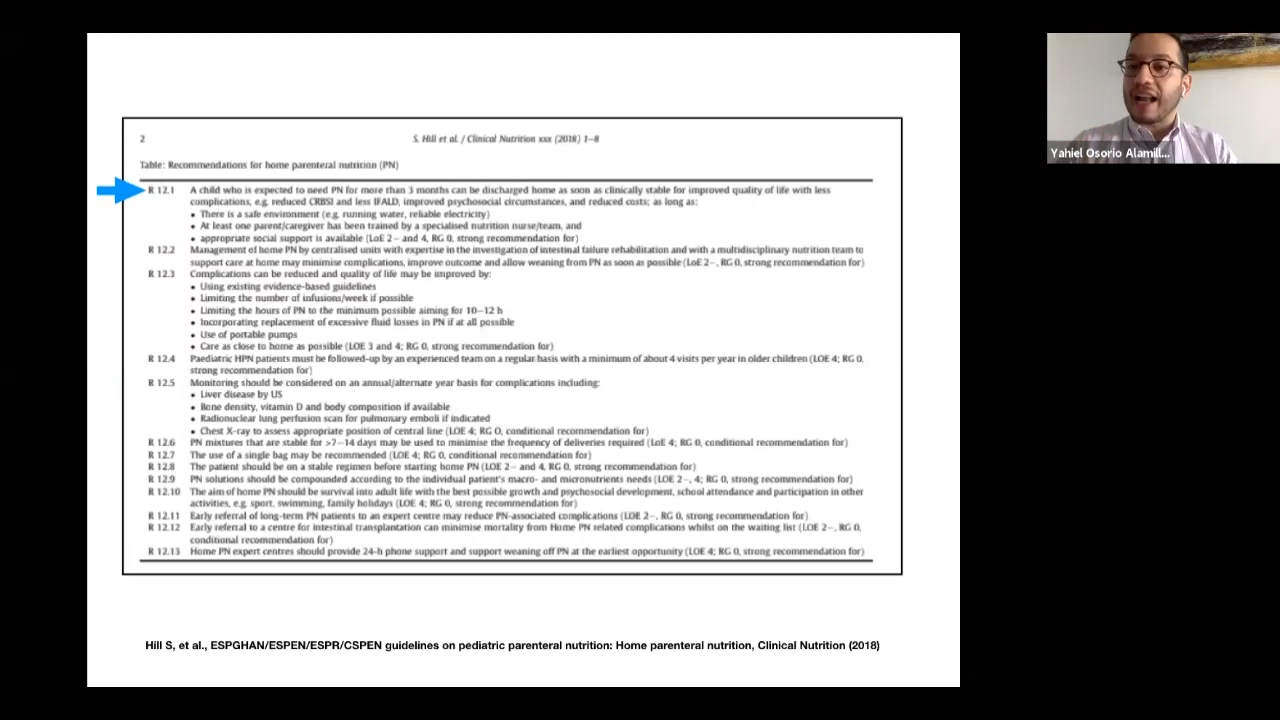 2
S. Hill et al. / Clinical Nutrition xxx (2018) 1–8
Table: Recommendations for home parenteral nutrition (PN)
R 12.1 A child who is expected to need PN for more than 3 months can be discharged home as soon as clinically stable for improved quality of life with less
complications, e.g. reduced CRBSI and less IFALD, improved psychosocial circumstances, and reduced costs; as long as:
• There is a safe environment (e.g. running water, reliable electricity)
• At least one parent/caregiver has been trained by a specialised nutrition nurse/team, and
• appropriate social support is available (LoE 2– and 4, RG 0, strong recommendation for)
R 12.2 Management of home PN by centralised units with expertise in the investigation of intestinal failure rehabilitation and with a multidisciplinary nutrition team to
support care at home may minimise complications, improve outcome and allow weaning from PN as soon as possible (LoE 2–, RG 0, strong recommendation for)
R 12.3 Complications can be reduced and quality of life may be improved by:
• Using existing evidence-based guidelines
• Limiting the number of infusions/week if possible
• Limiting the hours of PN to the minimum possible aiming for 10–12 h
• Incorporating replacement of excessive fluid losses in PN if at all possible
• Use of portable pumps
• Care as close to home as possible (LOE 3 and 4; RG 0, strong recommendation for)
R 12.4 Paediatric HPN patients must be followed-up by an experienced team on a regular basis with a minimum of about 4 visits per year in older children (LOE 4; RG 0,
strong recommendation for)
R 12.5 Monitoring should be considered on an annual/alternate year basis for complications including:
• Liver disease by US
• Bone density, vitamin D and body composition if available
• Radionuclear lung perfusion scan for pulmonary emboli if indicated
• Chest X-ray to assess appropriate position of central line (LOE 4; RG 0, conditional recommendation for)
R 12.6 PN mixtures that are stable for >7–14 days may be used to minimise the frequency of deliveries required (LoE 4; RG 0, conditional recommendation for)
R 12.7 The use of a single bag may be recommended (LOE 4; RG 0, conditional recommendation for)
R 12.8 The patient should be on a stable regimen before starting home PN (LOE 2– and 4, RG 0, strong recommendation for)
R 12.9 PN solutions should be compounded according to the individual patient's macro- and micronutrients needs (LOE 2–, 4; RG 0, strong recommendation for)
R 12.10 The aim of home PN should be survival into adult life with the best possible growth and psychosocial development, school attendance and participation in other
activities, e.g. sport, swimming, family holidays (LOE 4; RG 0, strong recommendation for)
R 12.11 Early referral of long-term PN patients to an expert centre may reduce PN-associated complications (LOE 2–, RG 0, strong recommendation for)
R 12.12 Early referral to a centre for intestinal transplantation can minimise mortality from Home PN related complications whilst on the waiting list (LOE 2–, RG 0,
conditional recommendation for)
R 12.13 Home PN expert centres should provide 24-h phone support and support weaning off PN at the earliest opportunity (LOE 4; RG 0, strong recommendation for)
Hill S, et al., ESPGHAN/ESPEN/ESPR/CSPEN guidelines on pediatric parenteral nutrition: Home parenteral nutrition, Clinical Nutrition (2018)
Yahiel Osorio Alamill...